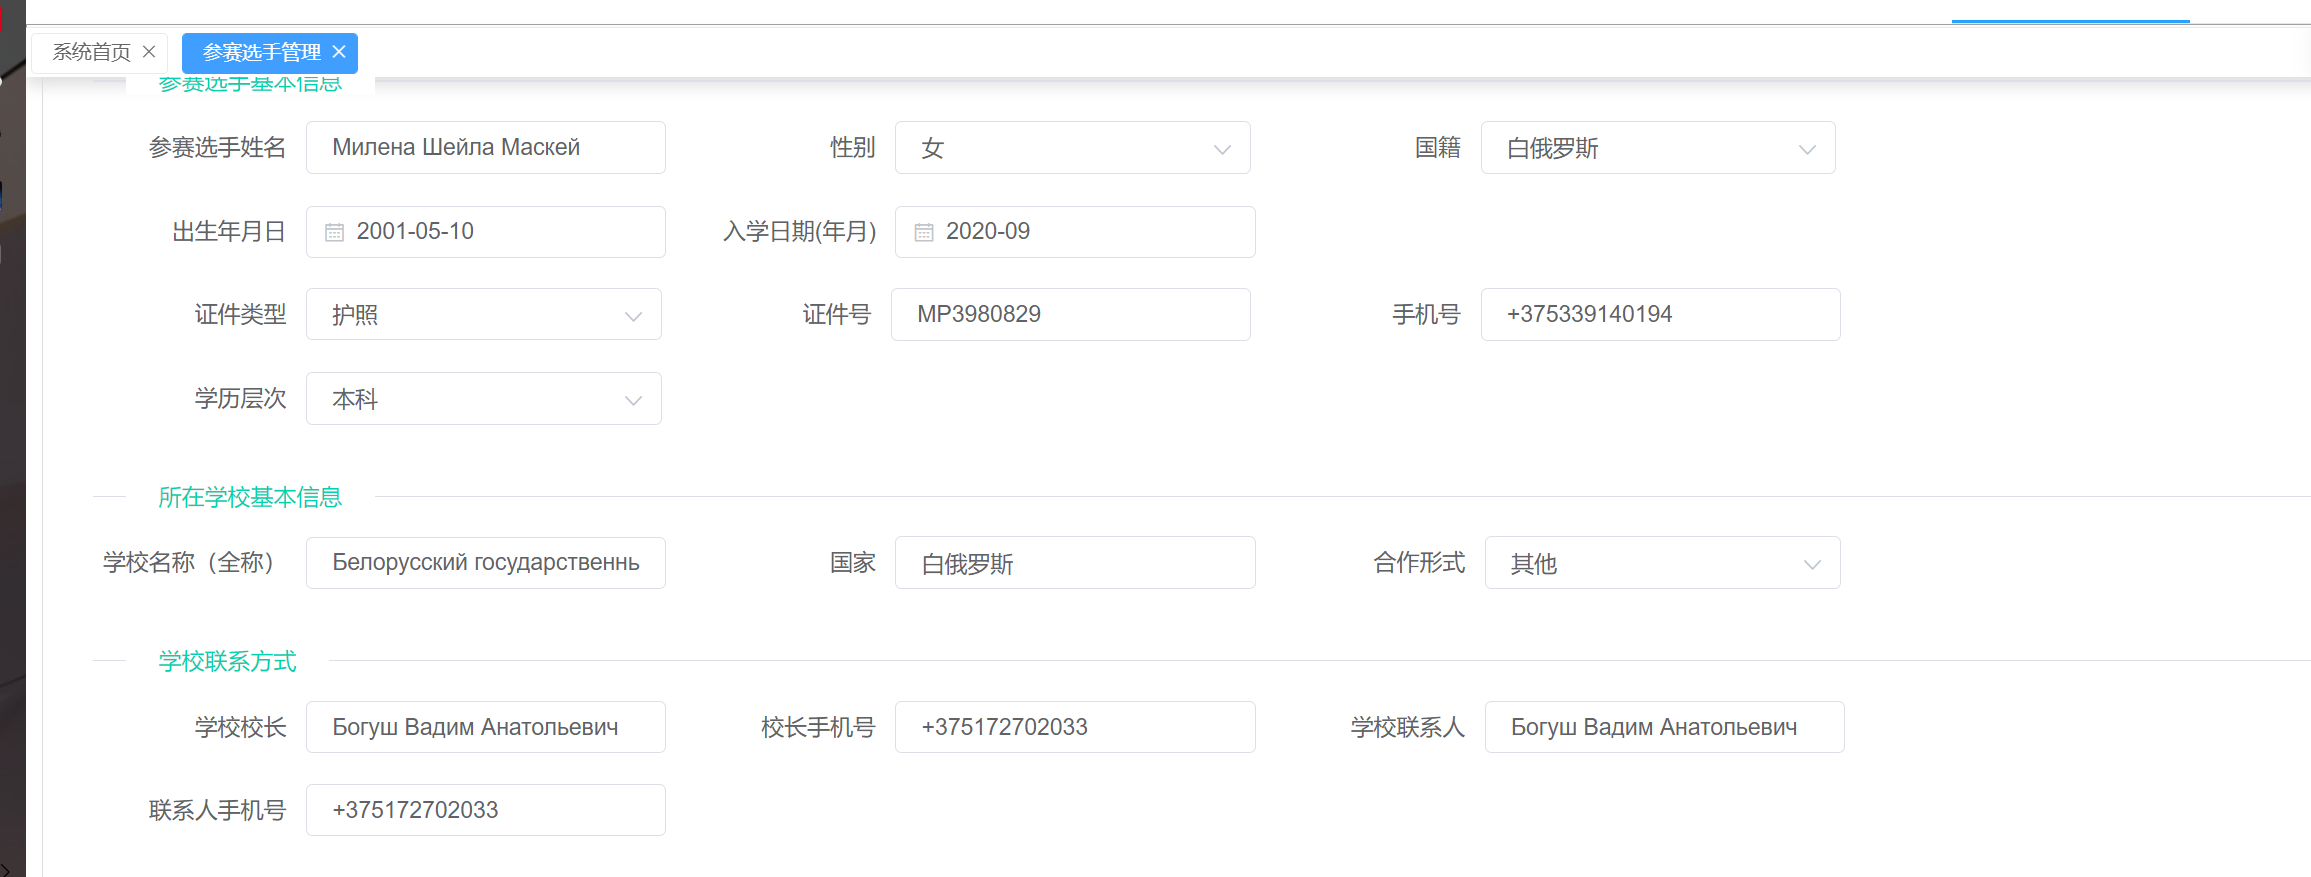 系统首页 参赛选手管理
参赛选手基本信息
参赛选手姓名 Милена Шейла Маскей 性别 女 国籍 白俄罗斯
出生年月日 2001-05-10 入学日期(年月) 2020-09
证件类型 护照 证件号 MP3980829 手机号 +375339140194
学历层次 本科
所在学校基本信息
学校名称（全称） Белорусский государственнь 国家 白俄罗斯 合作形式 其他
学校联系方式
学校校长 Богуш Вадим Анатольевич 校长手机号 +375172702033 学校联系人 Богуш Вадим Анатольевич
联系人手机号 +375172702033